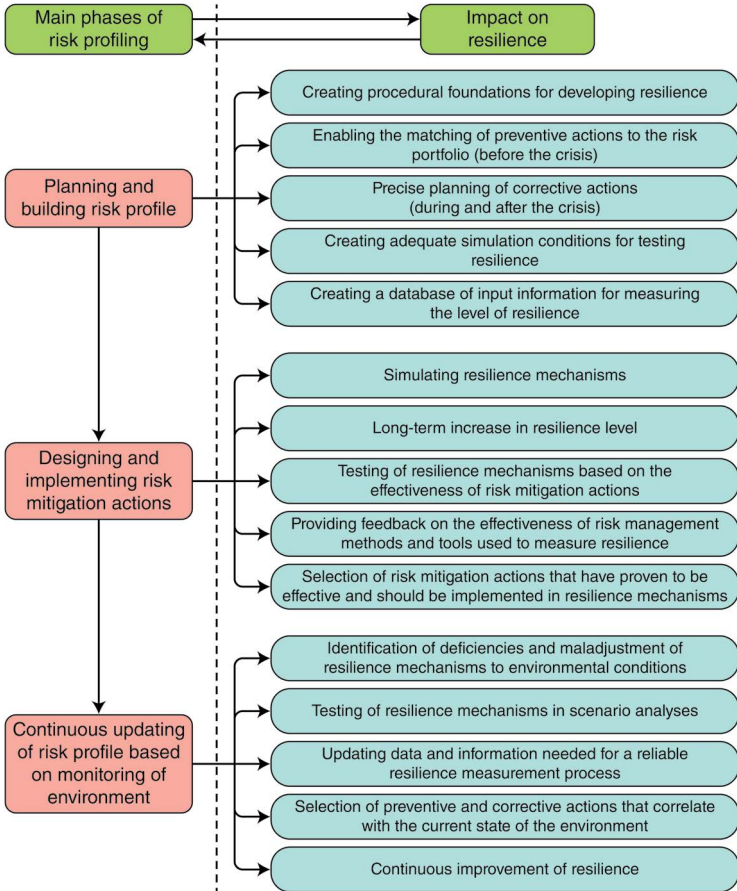 Main phases of
risk profiling
Impact on
resilience
Planning and
building risk profile
Creating procedural foundations for developing resilience
Enabling the matching of preventive actions to the risk
portfolio (before the crisis)
Precise planning of corrective actions
(during and after the crisis)
Creating adequate simulation conditions for testing
resilience
Creating a database of input information for measuring
the level of resilience
Designing and
implementing risk
mitigation actions
Simulating resilience mechanisms
Long-term increase in resilience level
Testing of resilience mechanisms based on the
effectiveness of risk mitigation actions
Providing feedback on the effectiveness of risk management
methods and tools used to measure resilience
Selection of risk mitigation actions that have proven to be
effective and should be implemented in resilience mechanisms
Continuous updating
of risk profile based
on monitoring of
environment
Identification of deficiencies and maladjustment of
resilience mechanisms to environmental conditions
Testing of resilience mechanisms in scenario analyses
Updating data and information needed for a reliable
resilience measurement process
Selection of preventive and corrective actions that correlate
with the current state of the environment
Continuous improvement of resilience